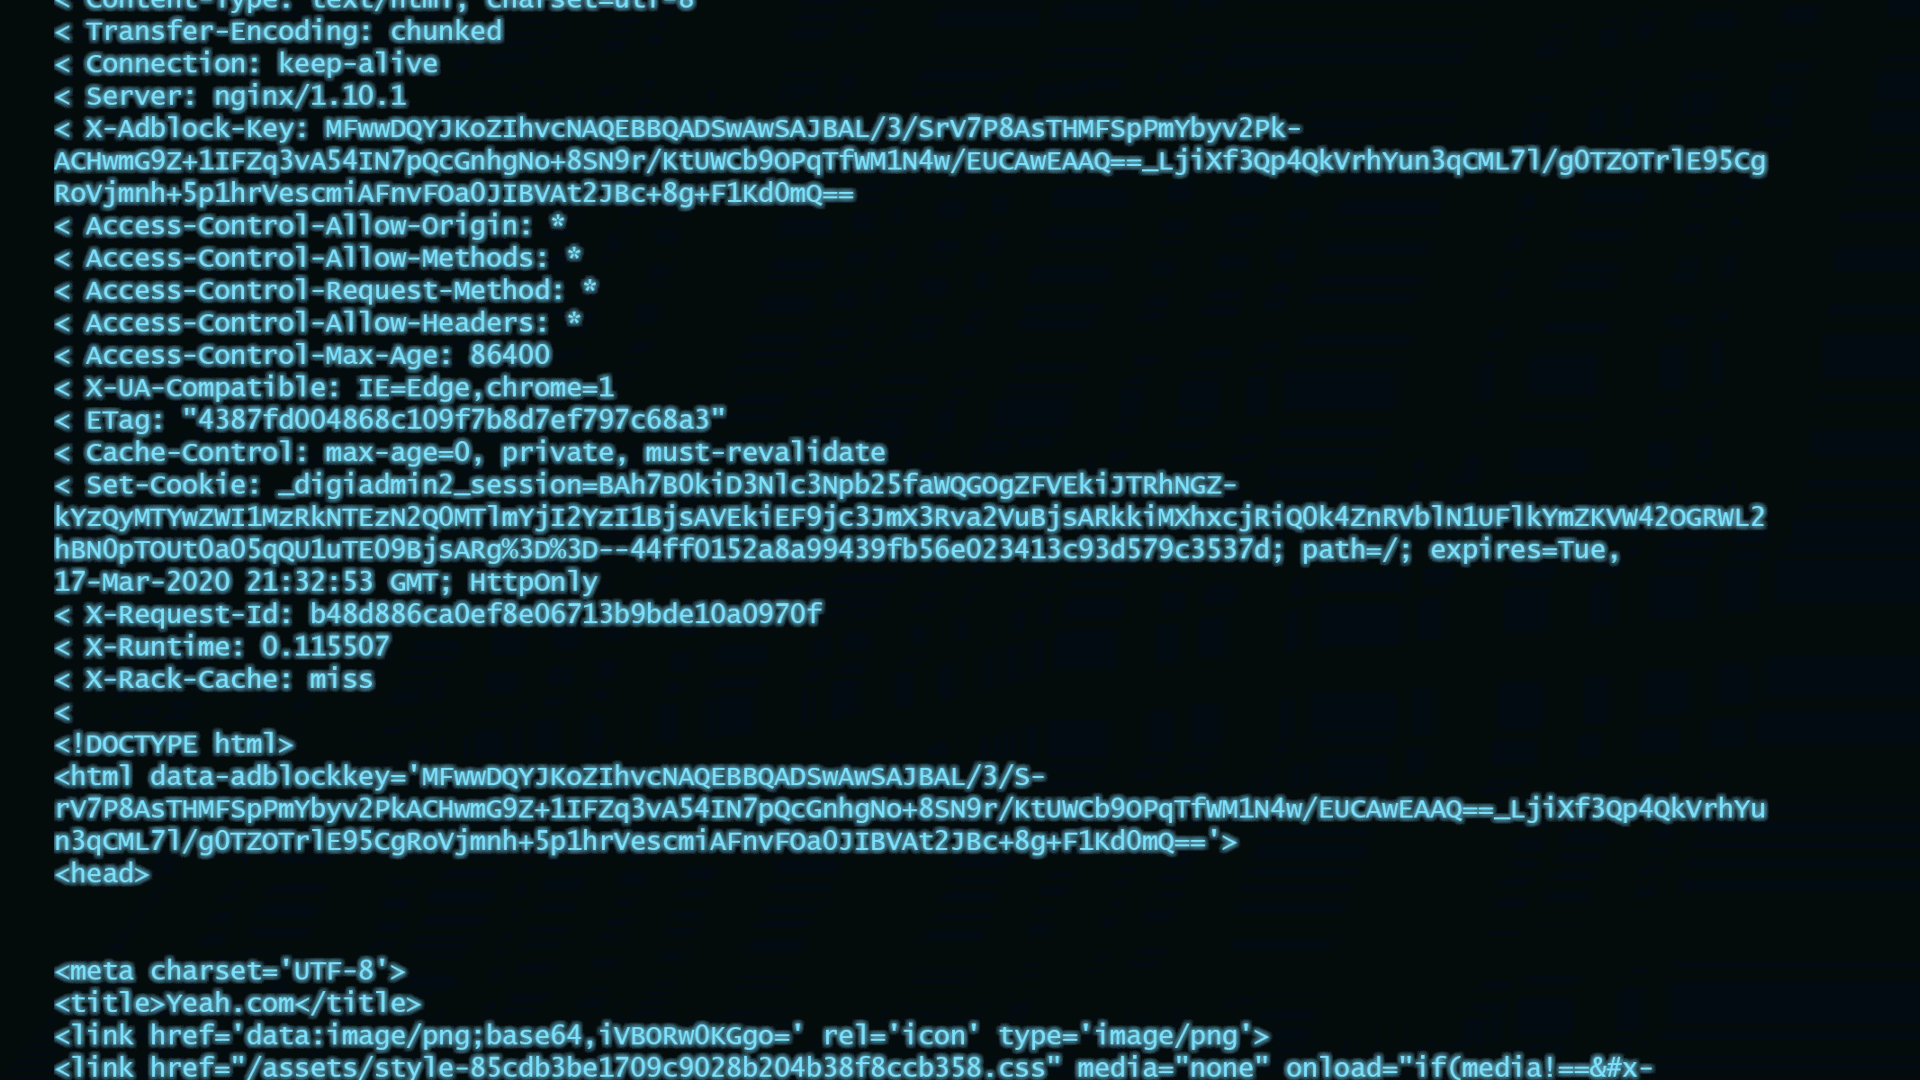 < Content-Type: text/html; charset=utf-8
< Transfer-Encoding: chunked
< Connection: keep-alive
< Server: nginx/1.10.1
< X-Adblock-Key: MFwwDQYJKoZIhvcNAQEBBQADSwAwSAJBAL/3/SrV7P8AsTHMFSpPmYbyv2Pk-
ACHwmG9Z+1IFZq3vA54IN7pQcGnhgNo+8SN9r/KtUWCb9OPqTfWM1N4w/EUCAwEAAQ==_LjiXf3Qp4QkVrhYun3qCML7l/g0TZOTrlE95Cg
RoVjmnh+5p1hrVescmiAFnvFOa0JIBVAt2JBc+8g+F1Kd0mQ==
< Access-Control-Allow-Origin: *
< Access-Control-Allow-Methods: *
< Access-Control-Request-Method: *
< Access-Control-Allow-Headers: *
< Access-Control-Max-Age: 86400
< X-UA-Compatible: IE=Edge,chrome=1
< ETag: "4387fd004868c109f7b8d7ef797c68a3"
< Cache-Control: max-age=0, private, must-revalidate
< Set-Cookie: _digiadmin2_session=BAh7B0kiD3Nlc3Npb25faWQGOgZFVEkiJTRhNGZ-
kYzQyMTYwZWI1MzRkNTEzN2Q0MTlmYjI2YzI1BjsAVEkiEF9jc3JmX3Rva2VuBjsARkkiMXhxcjRiQ0k4ZnRVblN1UFlkYmZKVW42OGRWL2
hBN0pTOUt0a05qQU1uTE09BjsARg%3D%3D--44ff0152a8a99439fb56e023413c93d579c3537d; path=/; expires=Tue,
17-Mar-2020 21:32:53 GMT; HttpOnly
< X-Request-Id: b48d886ca0ef8e06713b9bde10a0970f
< X-Runtime: 0.115507
< X-Rack-Cache: miss
<
<!DOCTYPE html>
<html data-adblockkey='MFwwDQYJKoZIhvcNAQEBBQADSwAwSAJBAL/3/S-
rV7P8AsTHMFSpPmYbyv2PkACHwmG9Z+1IFZq3vA54IN7pQcGnhgNo+8SN9r/KtUWCb9OPqTfWM1N4w/EUCAwEAAQ==_LjiXf3Qp4QkVrhYu
n3qCML7l/g0TZOTrlE95CgRoVjmnh+5p1hrVescmiAFnvFOa0JIBVAt2JBc+8g+F1Kd0mQ=='>
<head>
<meta charset='UTF-8'>
<title>Yeah.com</title>
<link href='data:image/png;base64,iVBORw0KGgo=' rel='icon' type='image/png'>
<link href="/assets/style-85cdb3be1709c9028b204b38f8ccb358.css" media="none" onload="if(media!==&#x-